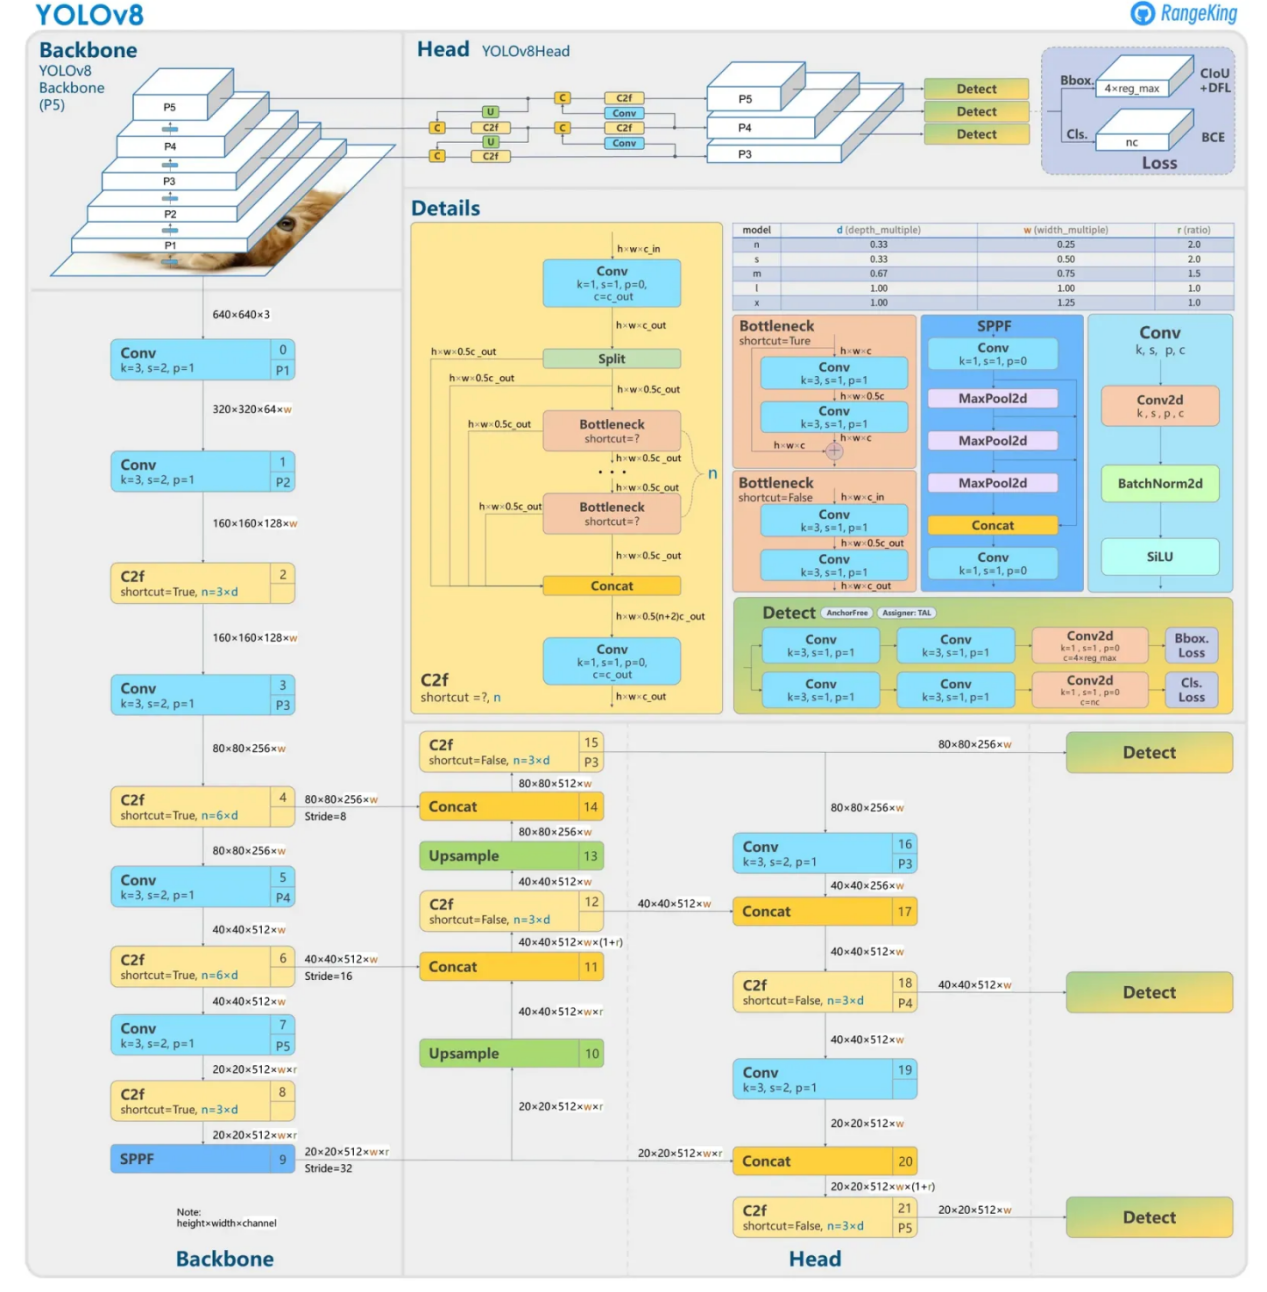 YOLOv8
RangeKing
Backbone
YOLOv8
Backbone
(P5)
P5
P4
P3
P2
P1
Head YOLOv8Head
U
C
C2f
U
C
C2f
C
C2f
Conv
C
C2f
Conv
P5
P4
P3
Detect
Detect
Detect
Bbox.
4×reg_max
CIoU
+DFL
Cls.
nc
BCE
Loss
640×640×3
Conv
k=3, s=2, p=1
0
P1
320×320×64×w
Conv
k=3, s=2, p=1
1
P2
160×160×128×w
C2f
shortcut=True, n=3×d
2
160×160×128×w
Conv
k=3, s=2, p=1
3
P3
80×80×256×w
C2f
shortcut=True, n=6×d
4
80×80×256×w
Stride=8
80×80×256×w
Conv
k=3, s=2, p=1
5
P4
40×40×512×w
C2f
shortcut=True, n=6×d
6
40×40×512×w
Stride=16
40×40×512×w
Conv
k=3, s=2, p=1
7
P5
20×20×512×w×r
C2f
shortcut=True, n=3×d
8
20×20×512×w×r
SPPF
9
20×20×512×w×r
Stride=32
Note:
height×width×channel
Backbone
Details
h×w×c_in
Conv
k=1, s=1, p=0,
c=c_out
h×w×c_out
h×w×0.5c_out
Split
h×w×0.5c_out
h×w×0.5c_out
h×w×0.5c_out
Bottleneck
shortcut=?
h×w×0.5c_out
...
n
h×w×0.5c_out
h×w×0.5c_out
Bottleneck
shortcut=?
h×w×0.5c_out
Concat
h×w×0.5(n+2)c_out
Conv
k=1, s=1, p=0,
c=c_out
C2f
shortcut =?, n
h×w×c_out
model d (depth_multiple) w (width_multiple) r (ratio)
n 0.33 0.25 2.0
s 0.33 0.50 2.0
m 0.67 0.75 1.5
l 1.00 1.00 1.0
x 1.00 1.25 1.0
Bottleneck
shortcut=Ture
h×w×c
Conv
k=3, s=1, p=1
h×w×0.5c
Conv
k=3, s=1, p=1
h×w×c
h×w×c
+
Bottleneck
shortcut=False
h×w×c_in
Conv
k=3, s=1, p=1
h×w×0.5c_out
Conv
k=3, s=1, p=1
h×w×c_out
SPPF
Conv
k=1, s=1, p=0
MaxPool2d
MaxPool2d
MaxPool2d
Concat
Conv
k=1, s=1, p=0
Conv
k, s, p, c
Conv2d
k, s, p, c
BatchNorm2d
SiLU
Detect AnchorFree Assigner: TAL
Conv
k=3, s=1, p=1
Conv
k=3, s=1, p=1
Conv2d
k=1, s=1, p=0
c=4×reg_max
Bbox.
Loss
Conv
k=3, s=1, p=1
Conv
k=3, s=1, p=1
Conv2d
k=1, s=1, p=0
c=nc
Cls.
Loss
C2f
shortcut=False, n=3×d
15
P3
80×80×512×w
Concat
14
80×80×256×w
Upsample
13
40×40×512×w
C2f
shortcut=False, n=3×d
12
40×40×512×w
40×40×512×w×(1+r)
Concat
11
40×40×512×w×r
Upsample
10
20×20×512×w×r
20×20×512×w×r
80×80×256×w
Detect
80×80×256×w
Conv
k=3, s=2, p=1
16
P3
40×40×256×w
Concat
17
40×40×512×w
C2f
shortcut=False, n=3×d
18
P4
40×40×512×w
Detect
40×40×512×w
Conv
k=3, s=2, p=1
19
20×20×512×w
Concat
20
20×20×512×w×(1+r)
C2f
shortcut=False, n=3×d
21
P5
20×20×512×w
Detect
Head